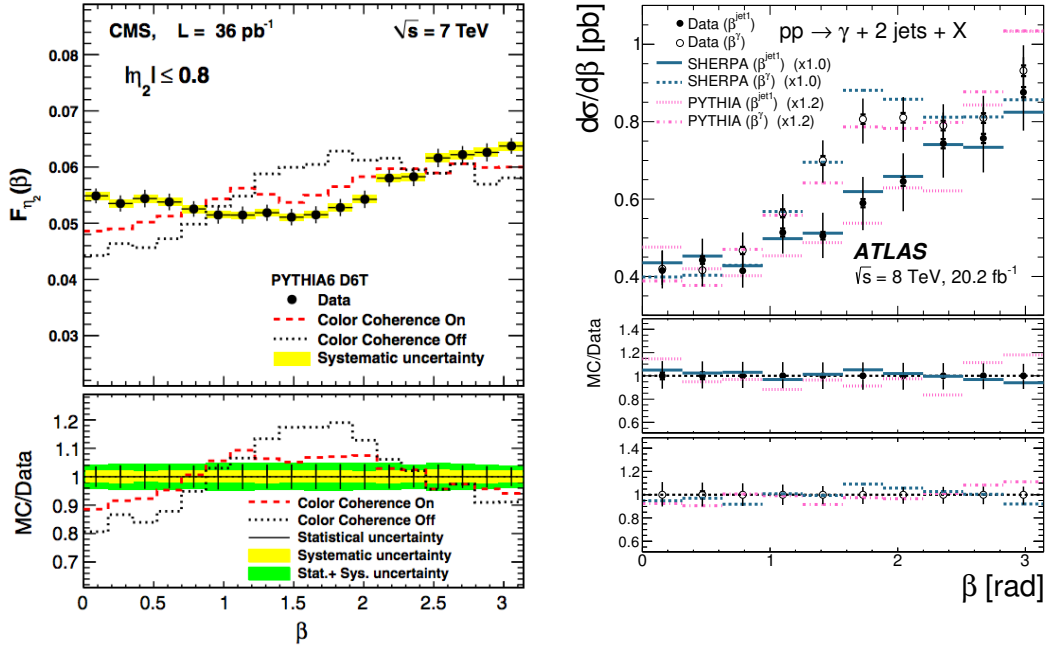 CMS, L = 36 pb⁻¹ √s = 7 TeV
|η₂| ≤ 0.8
F_η₂(β)
0.08
0.07
0.06
0.05
0.04
0.03
PYTHIA6 D6T
Data
Color Coherence On
Color Coherence Off
Systematic uncertainty
MC/Data
1.2
1.1
1
0.9
0.8
0.7
Color Coherence On
Color Coherence Off
Statistical uncertainty
Systematic uncertainty
Stat.+ Sys. uncertainty
0 0.5 1 1.5 2 2.5 3
β
dσ/dβ [pb]
Data (β^jet1)
Data (β^γ)
SHERPA (β^jet1) (x1.0)
SHERPA (β^γ) (x1.0)
PYTHIA (β^jet1) (x1.2)
PYTHIA (β^γ) (x1.2)
pp → γ + 2 jets + X
1
0.8
0.6
0.4
ATLAS
√s = 8 TeV, 20.2 fb⁻¹
MC/Data
1.4
1.2
1
0.8
0.6
1.4
1.2
1
0.8
0.6
0 1 2 3
β [rad]